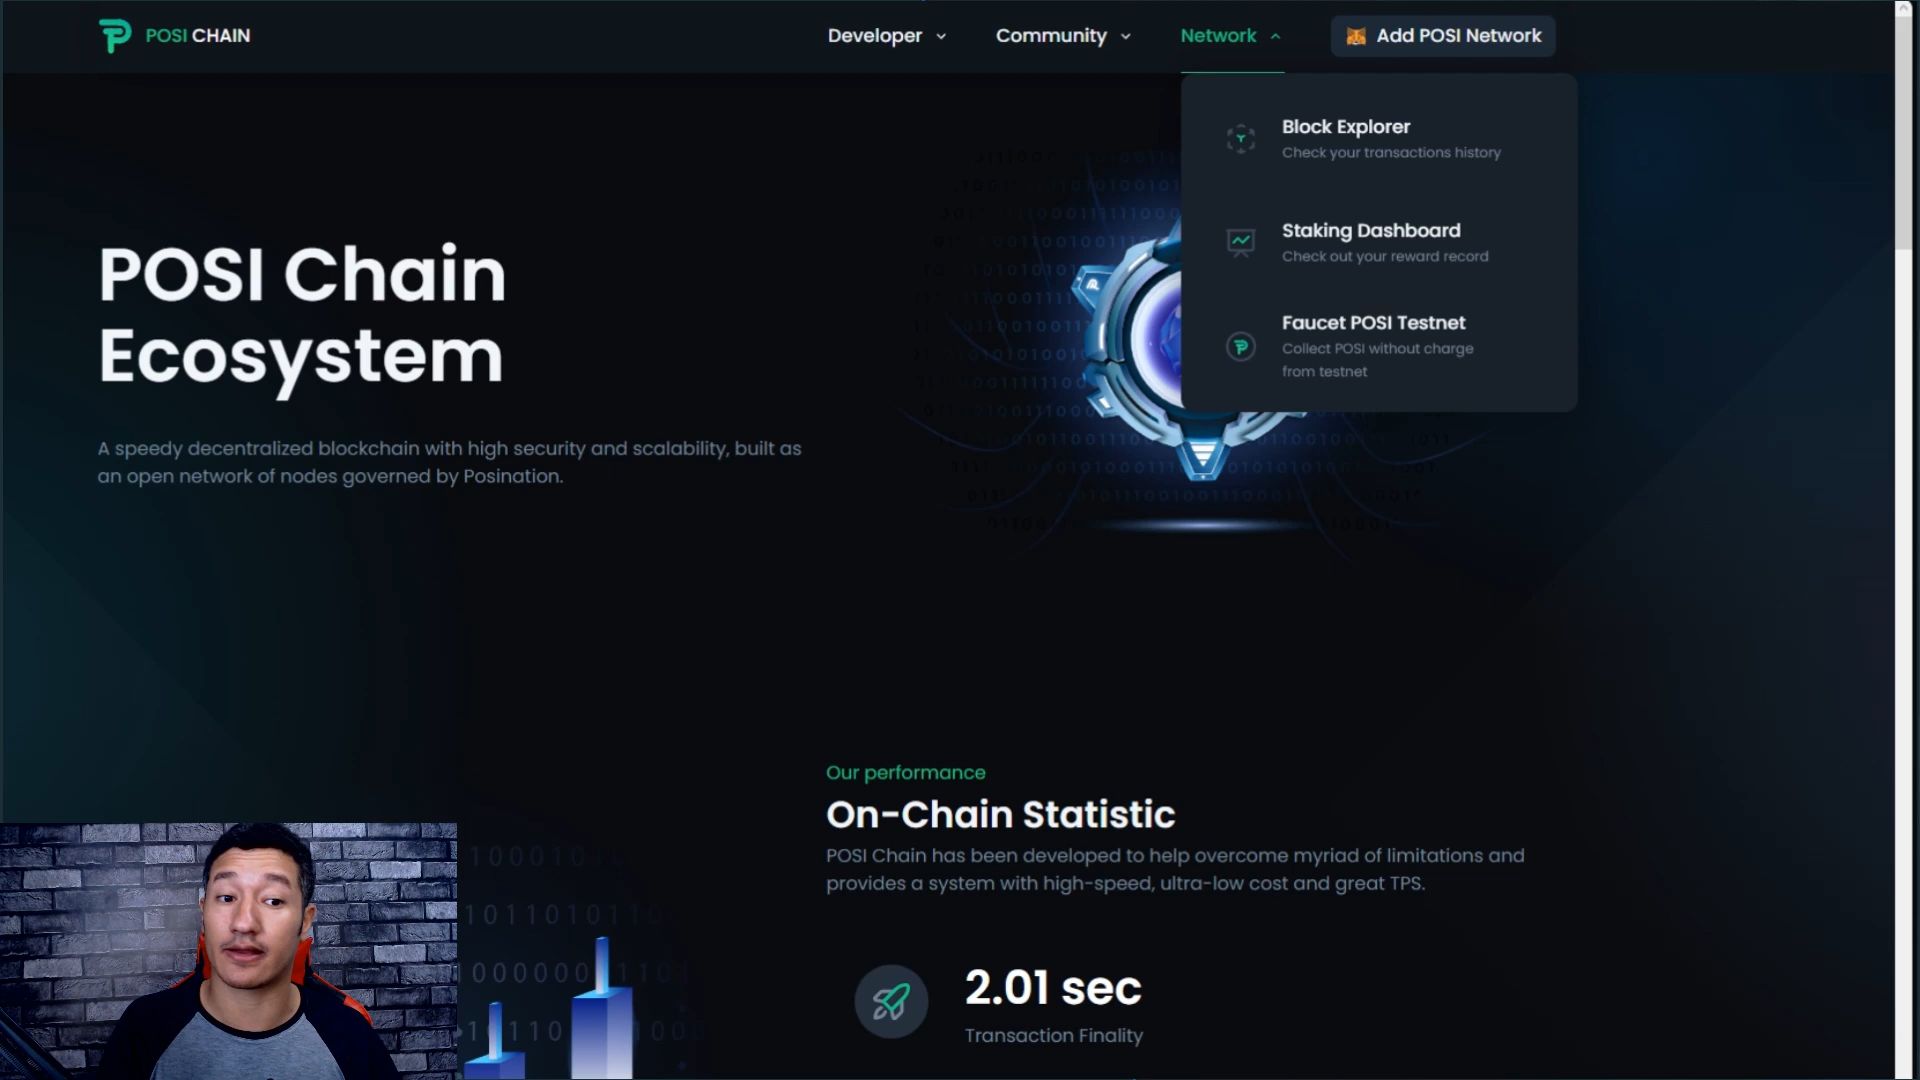 POSI CHAIN
Developer
Community
Network
Add POSI Network
Block Explorer
Check your transactions history
Staking Dashboard
Check out your reward record
Faucet POSI Testnet
Collect POSI without charge
from testnet
POSI Chain
Ecosystem
A speedy decentralized blockchain with high security and scalability, built as
an open network of nodes governed by Posination.
Our performance
On-Chain Statistic
POSI Chain has been developed to help overcome myriad of limitations and
provides a system with high-speed, ultra-low cost and great TPS.
2.01 sec
Transaction Finality